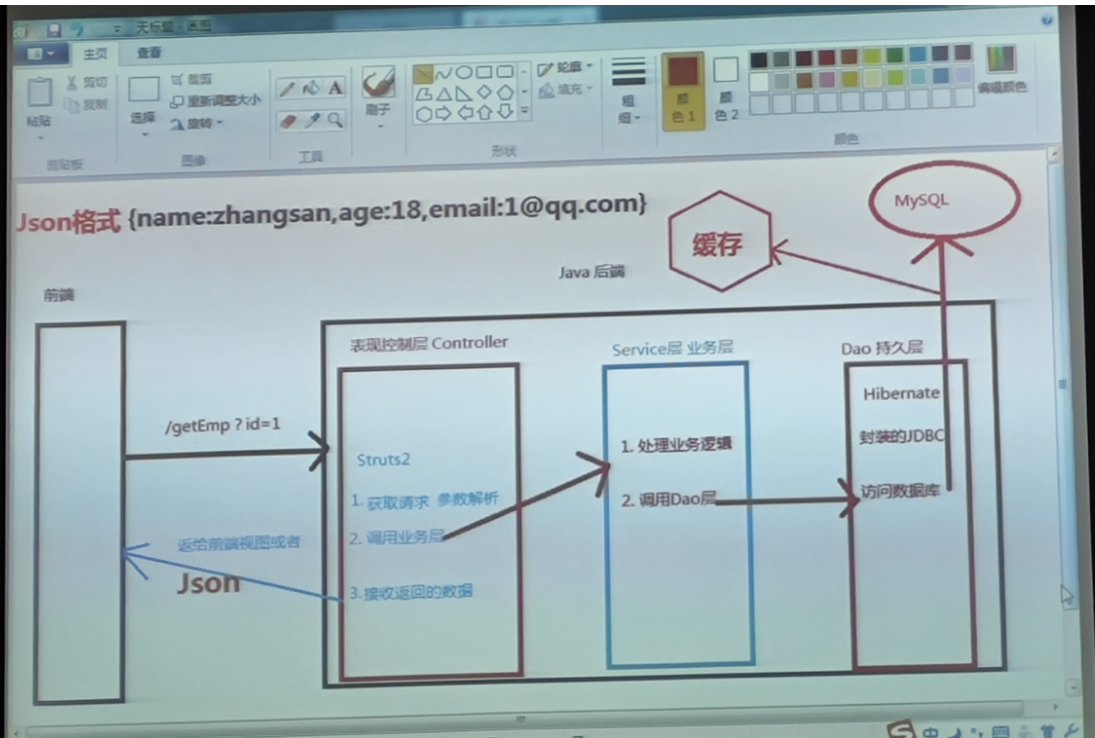 无标题 - 画图
主页 查看
剪切
复制
粘贴
剪贴板
选择
裁剪
重新调整大小
旋转
图像
A
工具
刷子
轮廓
填充
形状
粗
细
颜
色 1
颜
色 2
编辑颜色
颜色
Json格式 {name:zhangsan,age:18,email:1@qq.com}
缓存
MySQL
Java 后端
前端
表现控制层 Controller
Service层 业务层
Dao 持久层
/getEmp ? id=1
Struts2
1. 获取请求 参数解析
2. 调用业务层
3.接收返回的数据
返给前端视图或者
Json
1. 处理业务逻辑
2. 调用Dao层
Hibernate
封装的JDBC
访问数据库
S 中